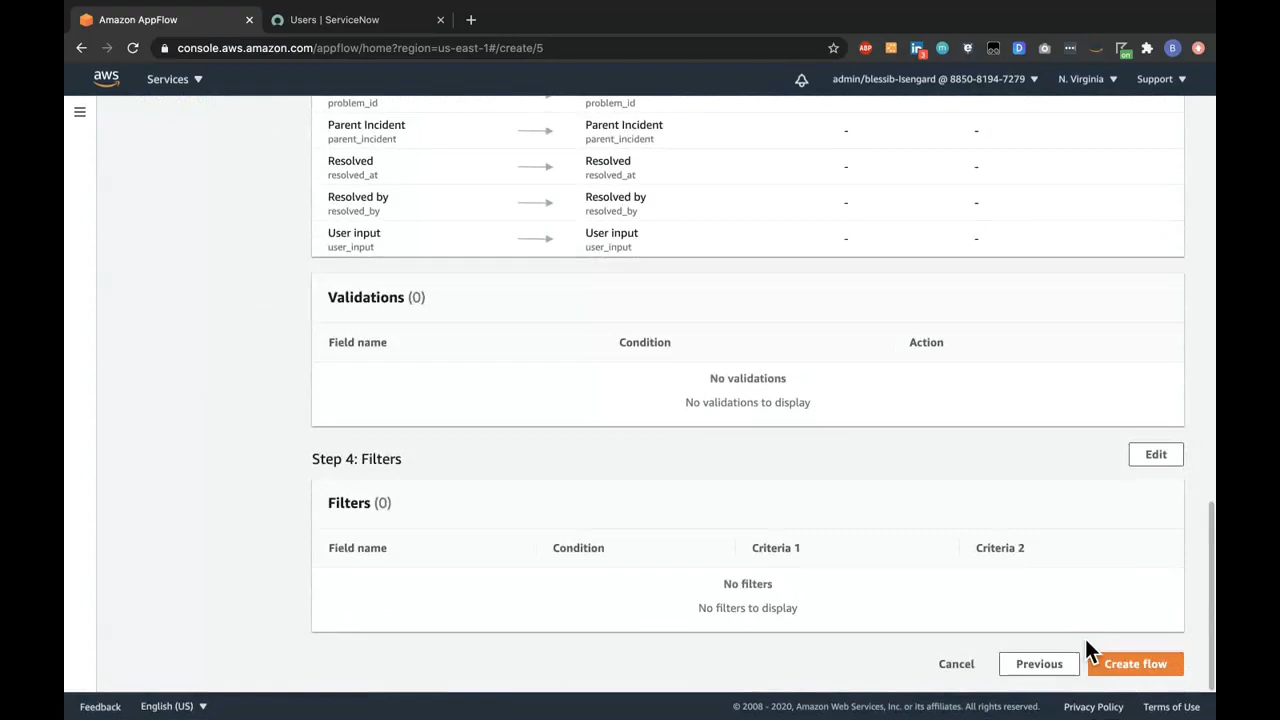 Amazon AppFlow
Users | ServiceNow
console.aws.amazon.com/appflow/home?region=us-east-1#/create/5
ABP
in
2
D
on
B
aws
Services
admin/blessib-Isengard @ 8850-8194-7279
N. Virginia
Support
problem_id
problem_id
Parent Incident
parent_incident
Parent Incident
parent_incident
-
-
Resolved
resolved_at
Resolved
resolved_at
-
-
Resolved by
resolved_by
Resolved by
resolved_by
-
-
User input
user_input
User input
user_input
-
-
Validations (0)
Field name
Condition
Action
No validations
No validations to display
Step 4: Filters
Edit
Filters (0)
Field name
Condition
Criteria 1
Criteria 2
No filters
No filters to display
Cancel
Previous
Create flow
Feedback
English (US)
© 2008 - 2020, Amazon Web Services, Inc. or its affiliates. All rights reserved.
Privacy Policy
Terms of Use